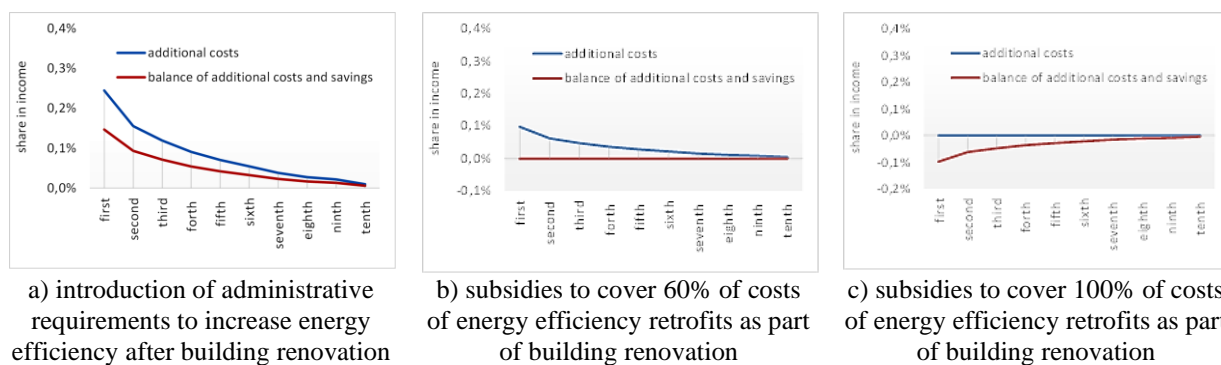 0,4%
0,3%
0,2%
0,1%
0,0%
share in income
additional costs
balance of additional costs and savings
first
second
third
forth
fifth
sixth
seventh
eighth
ninth
tenth
a) introduction of administrative
requirements to increase energy
efficiency after building renovation
0,4%
0,3%
0,2%
0,1%
0,0%
-0,1%
share in income
additional costs
balance of additional costs and savings
first
second
third
forth
fifth
sixth
seventh
eighth
ninth
tenth
b) subsidies to cover 60% of costs
of energy efficiency retrofits as part
of building renovation
0,4%
0,3%
0,2%
0,1%
0,0%
-0,1%
-0,2%
share in income
additional costs
balance of additional costs and savings
first
second
third
forth
fifth
sixth
seventh
eighth
ninth
tenth
c) subsidies to cover 100% of costs
of energy efficiency retrofits as part
of building renovation